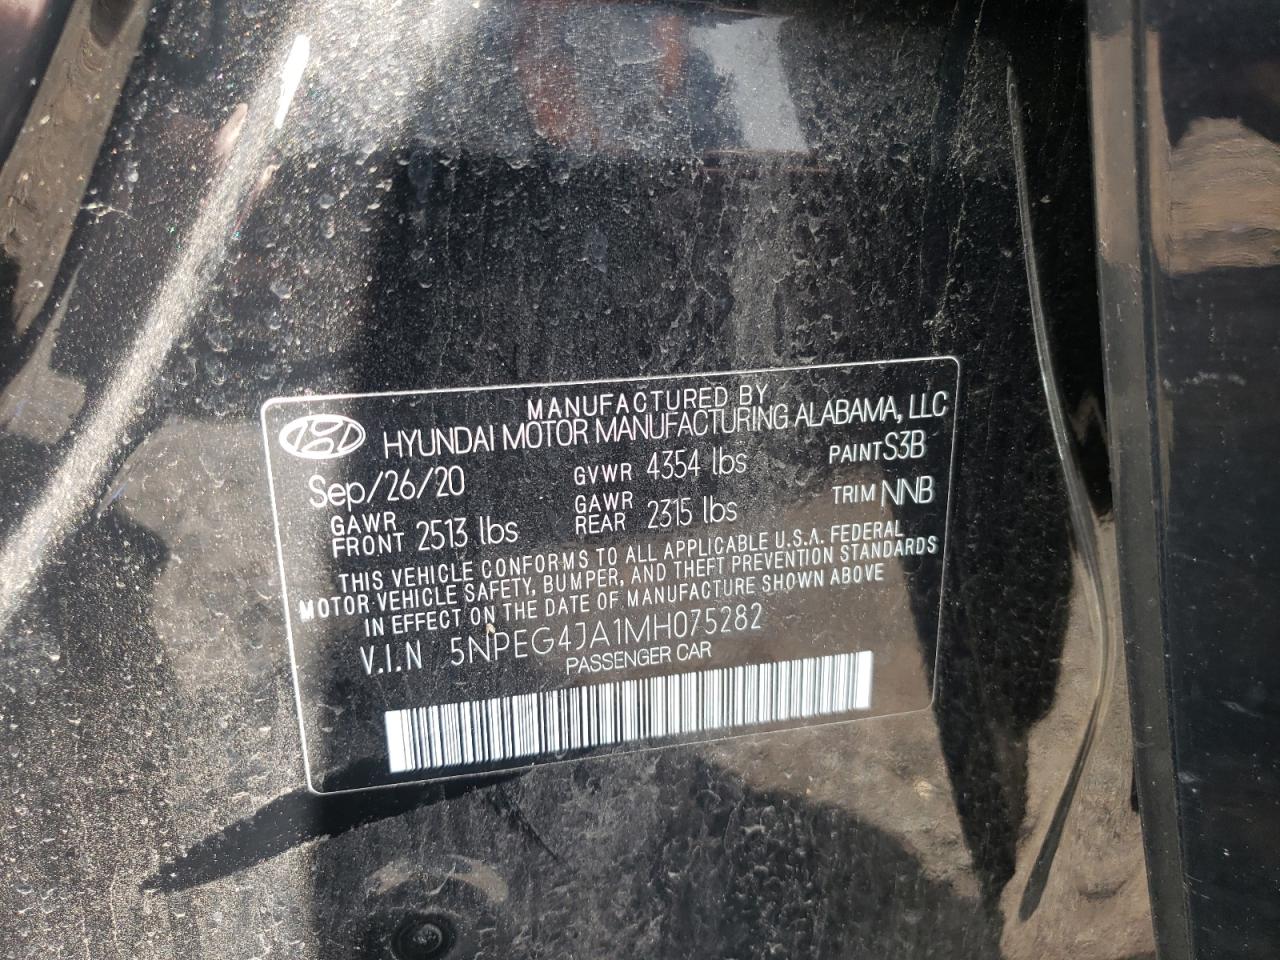 MANUFACTURED BY
HYUNDAI MOTOR MANUFACTURING ALABAMA, LLC
Sep/26/20 GVWR 4354 lbs PAINT S3B
GAWR FRONT 2513 lbs GAWR REAR 2315 lbs TRIM NNB
THIS VEHICLE CONFORMS TO ALL APPLICABLE U.S.A. FEDERAL
MOTOR VEHICLE SAFETY, BUMPER, AND THEFT PREVENTION STANDARDS
IN EFFECT ON THE DATE OF MANUFACTURE SHOWN ABOVE
V.I.N 5NPEG4JA1MH075282
PASSENGER CAR